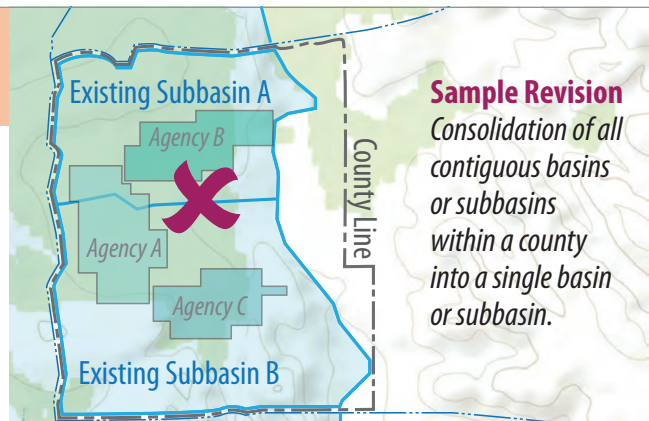 Existing Subbasin A
Agency B
County Line
Agency A
Agency C
Existing Subbasin B
Sample Revision
Consolidation of all
contiguous basins
or subbasins
within a county
into a single basin
or subbasin.